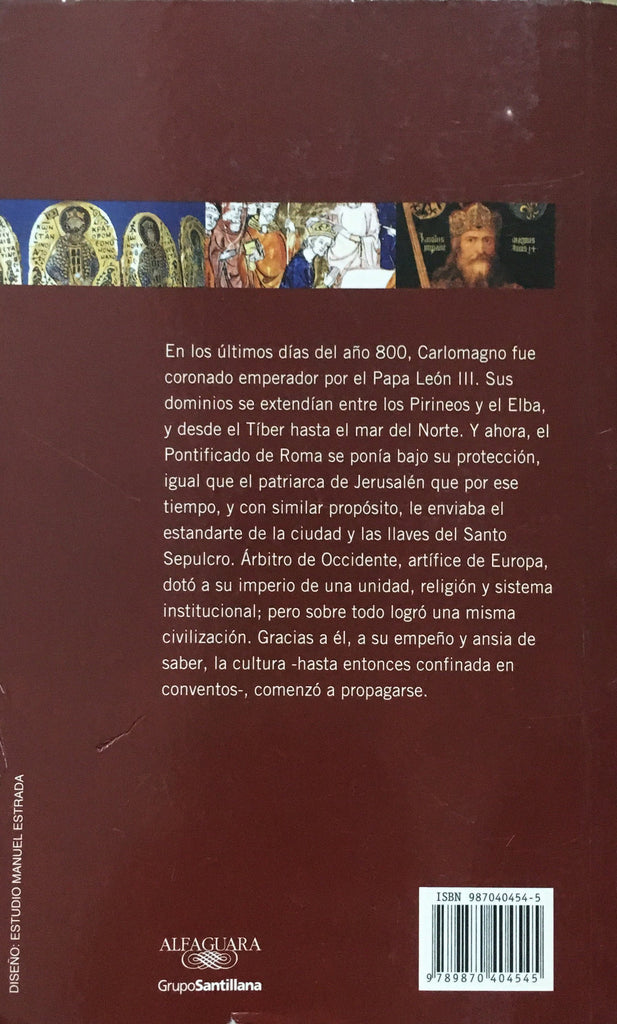 En los últimos días del año 800, Carlomagno fue
coronado emperador por el Papa León III. Sus
dominios se extendían entre los Pirineos y el Elba,
y desde el Tíber hasta el mar del Norte. Y ahora, el
Pontificado de Roma se ponía bajo su protección,
igual que el patriarca de Jerusalén que por ese
tiempo, y con similar propósito, le enviaba el
estandarte de la ciudad y las llaves del Santo
Sepulcro. Árbitro de Occidente, artífice de Europa,
dotó a su imperio de una unidad, religión y sistema
institucional; pero sobre todo logró una misma
civilización. Gracias a él, a su empeño y ansia de
saber, la cultura -hasta entonces confinada en
conventos-, comenzó a propagarse.
DISEÑO: ESTUDIO MANUEL ESTRADA
ALFAGUARA
GrupoSantillana
ISBN 987040454-5
9 789870 404545